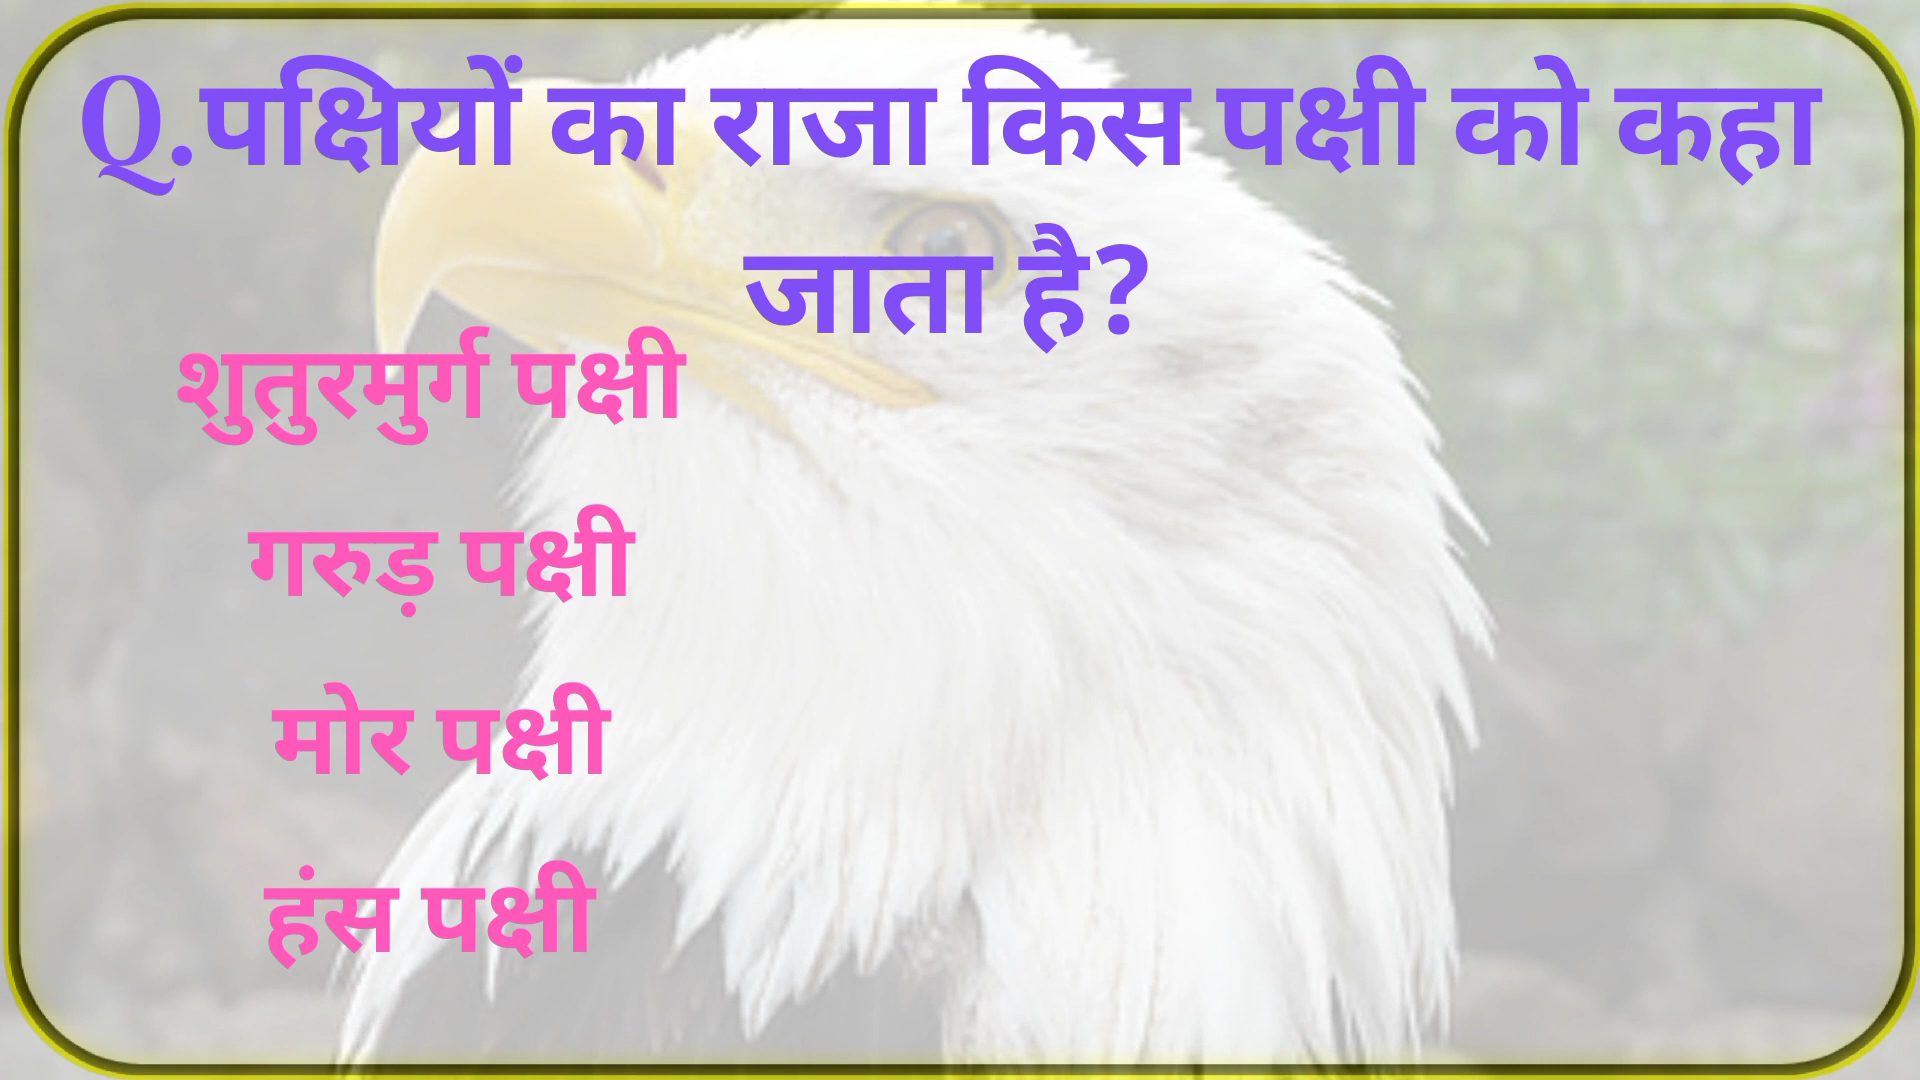 Q.पक्षियों का राजा किस पक्षी को कहा
जाता है?
शुतुरमुर्ग पक्षी
गरुड़ पक्षी
मोर पक्षी
हंस पक्षी